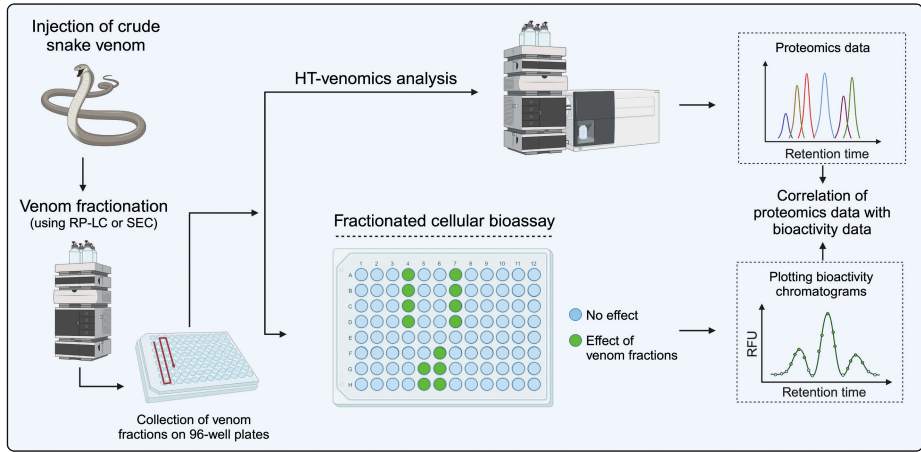 Injection of crude
snake venom
Venom fractionation
(using RP-LC or SEC)
Collection of venom
fractions on 96-well plates
HT-venomics analysis
Fractionated cellular bioassay
1 2 3 4 5 6 7 8 9 10 11 12
A
B
C
D
E
F
G
H
No effect
Effect of
venom fractions
Proteomics data
Retention time
Correlation of
proteomics data with
bioactivity data
Plotting bioactivity
chromatograms
RFU
Retention time